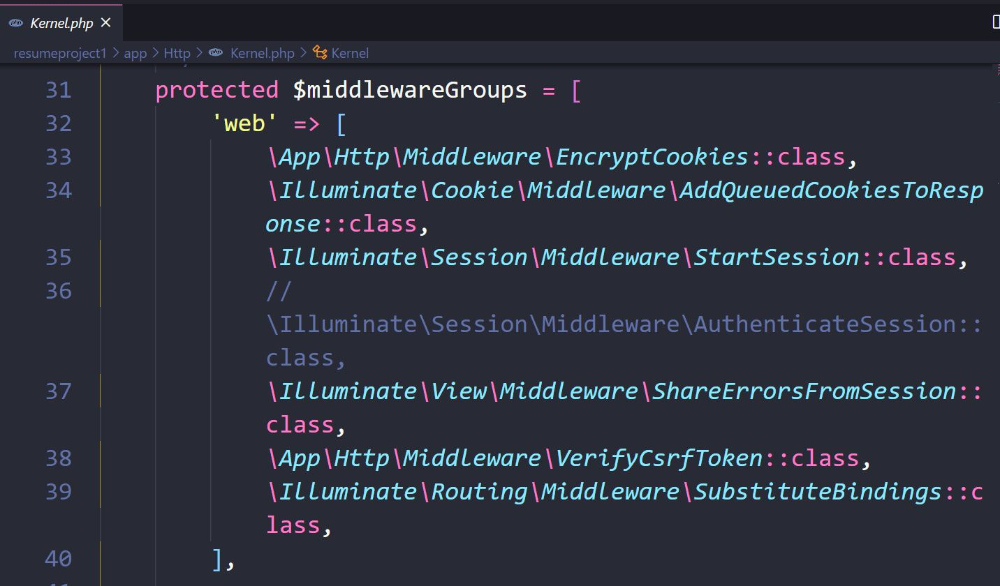 php Kernel.php ×
resumeproject1 > app > Http > php Kernel.php > Kernel
31 protected $middlewareGroups = [
32 'web' => [
33 \App\Http\Middleware\EncryptCookies::class,
34 \Illuminate\Cookie\Middleware\AddQueuedCookiesToResp
onse::class,
35 \Illuminate\Session\Middleware\StartSession::class,
36 //
\Illuminate\Session\Middleware\AuthenticateSession::
class,
37 \Illuminate\View\Middleware\ShareErrorsFromSession::
class,
38 \App\Http\Middleware\VerifyCsrfToken::class,
39 \Illuminate\Routing\Middleware\SubstituteBindings::c
lass,
40 ],